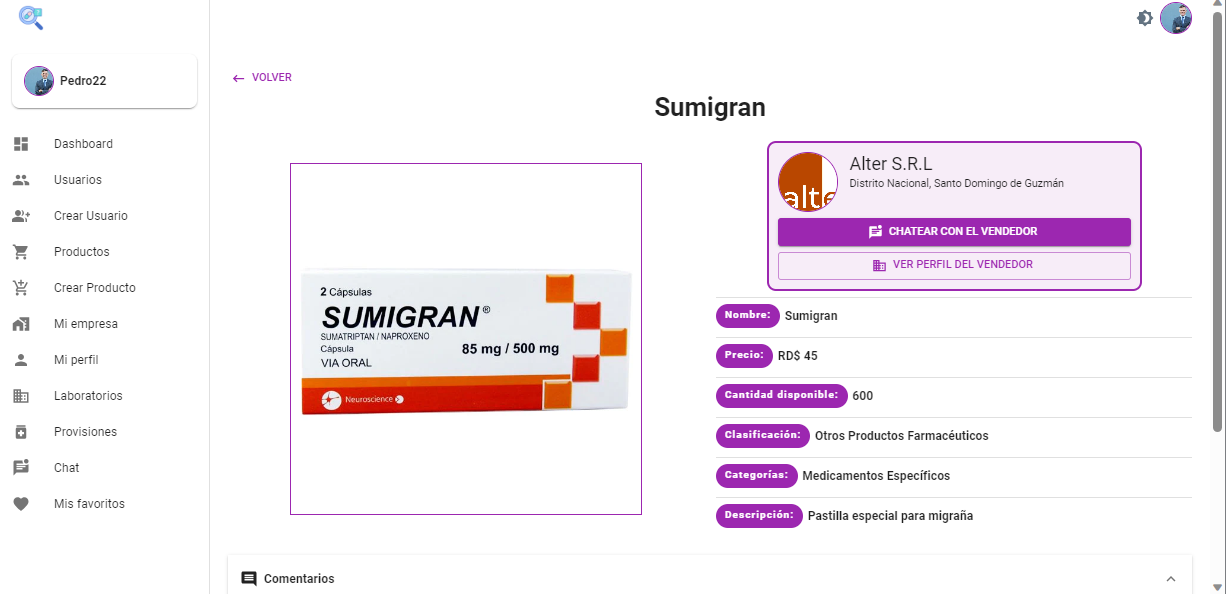 Pedro22
Dashboard
Usuarios
Crear Usuario
Productos
Crear Producto
Mi empresa
Mi perfil
Laboratorios
Provisiones
Chat
Mis favoritos
VOLVER
Sumigran
2 Cápsulas
SUMIGRAN®
SUMATRIPTAN / NAPROXENO
Cápsula
85 mg / 500 mg
VIA ORAL
Neuroscience
alte
Alter S.R.L
Distrito Nacional, Santo Domingo de Guzmán
CHATEAR CON EL VENDEDOR
VER PERFIL DEL VENDEDOR
Nombre: Sumigran
Precio: RD$ 45
Cantidad disponible: 600
Clasificación: Otros Productos Farmacéuticos
Categorías: Medicamentos Específicos
Descripción: Pastilla especial para migraña
Comentarios